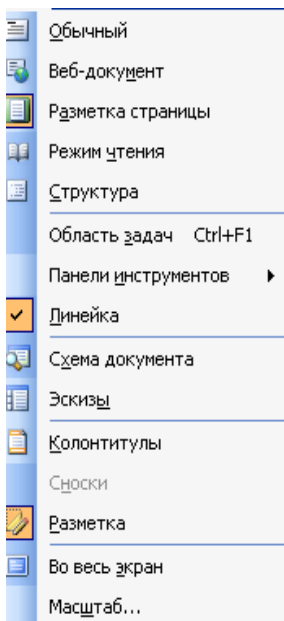 Обычный
Веб-документ
Разметка страницы
Режим чтения
Структура
Область задач Ctrl+F1
Панели инструментов
Линейка
Схема документа
Эскизы
Колонтитулы
Сноски
Разметка
Во весь экран
Масштаб...